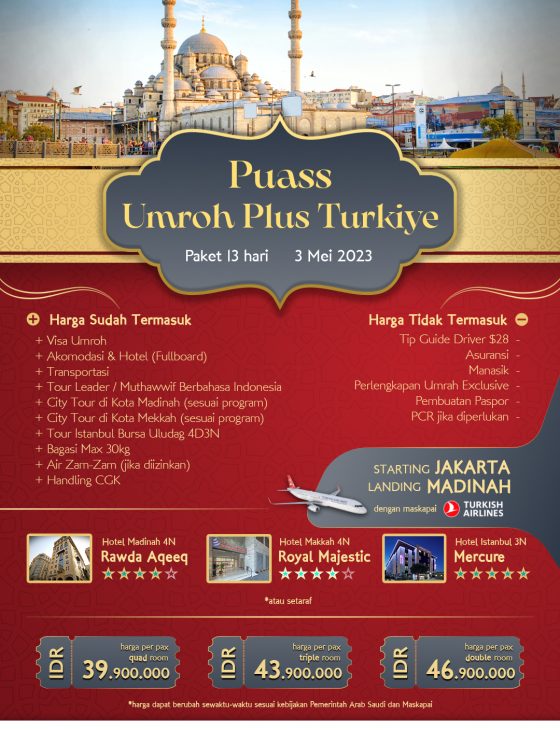 Puass
Umroh Plus Turkiye
Paket 13 hari 3 Mei 2023
Harga Sudah Termasuk
+ Visa Umroh
+ Akomodasi & Hotel (Fullboard)
+ Transportasi
+ Tour Leader / Muthawwif Berbahasa Indonesia
+ City Tour di Kota Madinah (sesuai program)
+ City Tour di Kota Mekkah (sesuai program)
+ Tour Istanbul Bursa Uludag 4D3N
+ Bagasi Max 30kg
+ Air Zam-Zam (jika diizinkan)
+ Handling CGK
Harga Tidak Termasuk
Tip Guide Driver $28 -
Asuransi -
Manasik -
Perlengkapan Umrah Exclusive -
Pembuatan Paspor -
PCR jika diperlukan -
STARTING JAKARTA
LANDING MADINAH
dengan maskapai TURKISH
AIRLINES
Hotel Madinah 4N
Rawda Aqeeq
Hotel Makkah 4N
Royal Majestic
Hotel Istanbul 3N
Mercure
*atau setaraf
IDR
harga per pax
quad room
39.900.000
IDR
harga per pax
triple room
43.900.000
IDR
harga per pax
double room
46.900.000
*harga dapat berubah sewaktu-waktu sesuai kebijakan Pemerintah Arab Saudi dan Maskapai